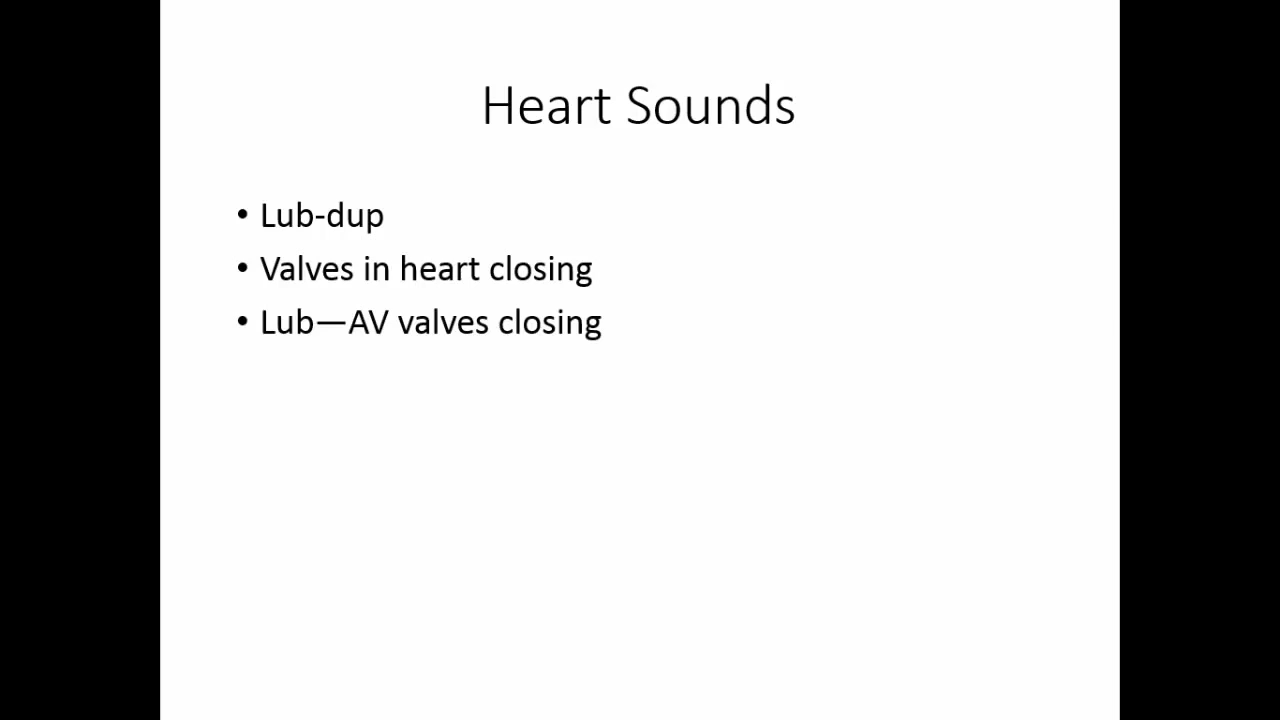 Heart Sounds
• Lub-dup
• Valves in heart closing
• Lub—AV valves closing